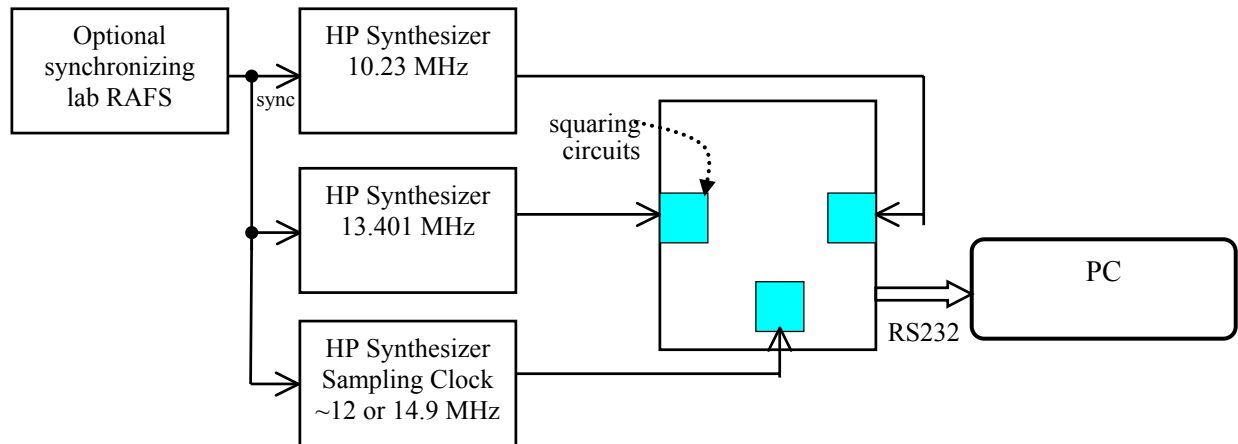 Optional
synchronizing
lab RAFS
sync
HP Synthesizer
10.23 MHz
squaring
circuits
HP Synthesizer
13.401 MHz
HP Synthesizer
Sampling Clock
~12 or 14.9 MHz
RS232
PC